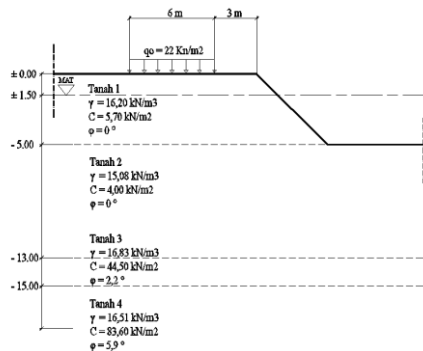 6 m
3 m
qo = 22 Kn/m2
± 0,00
MAT
± 1.50
Tanah 1
γ = 16,20 kN/m3
C = 5,70 kN/m2
φ = 0 °
- 5.00
Tanah 2
γ = 15,08 kN/m3
C = 4,00 kN/m2
φ = 0 °
Tanah 3
γ = 16,83 kN/m3
- 13.00
C = 44,50 kN/m2
φ = 2,2 °
- 15.00
Tanah 4
γ = 16,51 kN/m3
C = 83,60 kN/m2
φ = 5,9 °